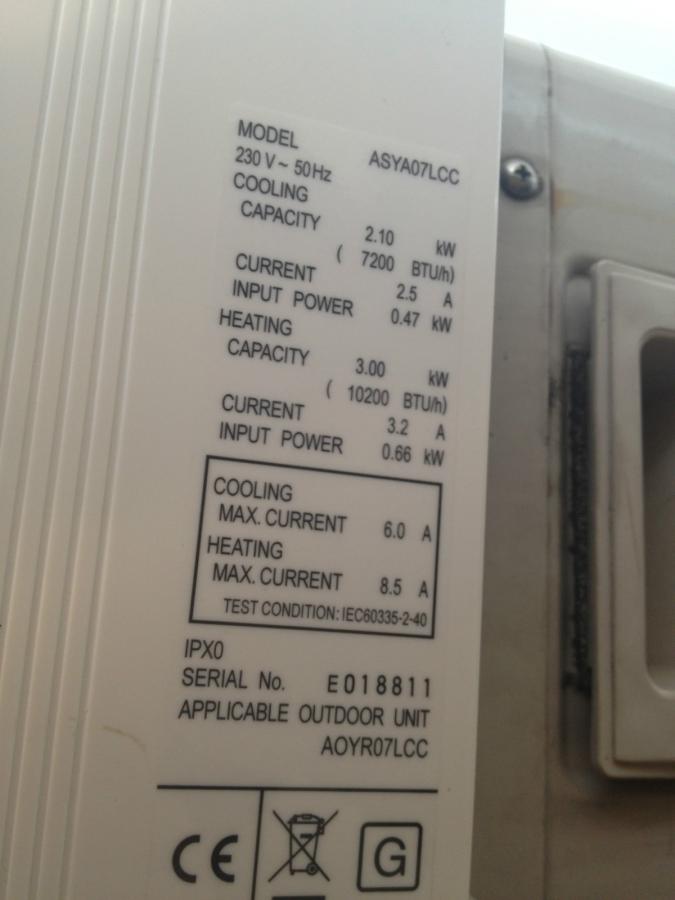 MODEL ASYA07LCC
230 V ~ 50Hz
COOLING
CAPACITY 2.10 kW
( 7200 BTU/h)
CURRENT 2.5 A
INPUT POWER 0.47 kW
HEATING
CAPACITY 3.00 kW
( 10200 BTU/h)
CURRENT 3.2 A
INPUT POWER 0.66 kW
COOLING
MAX. CURRENT 6.0 A
HEATING
MAX. CURRENT 8.5 A
TEST CONDITION: IEC60335-2-40
IPX0
SERIAL No. E018811
APPLICABLE OUTDOOR UNIT
AOYR07LCC
CE G